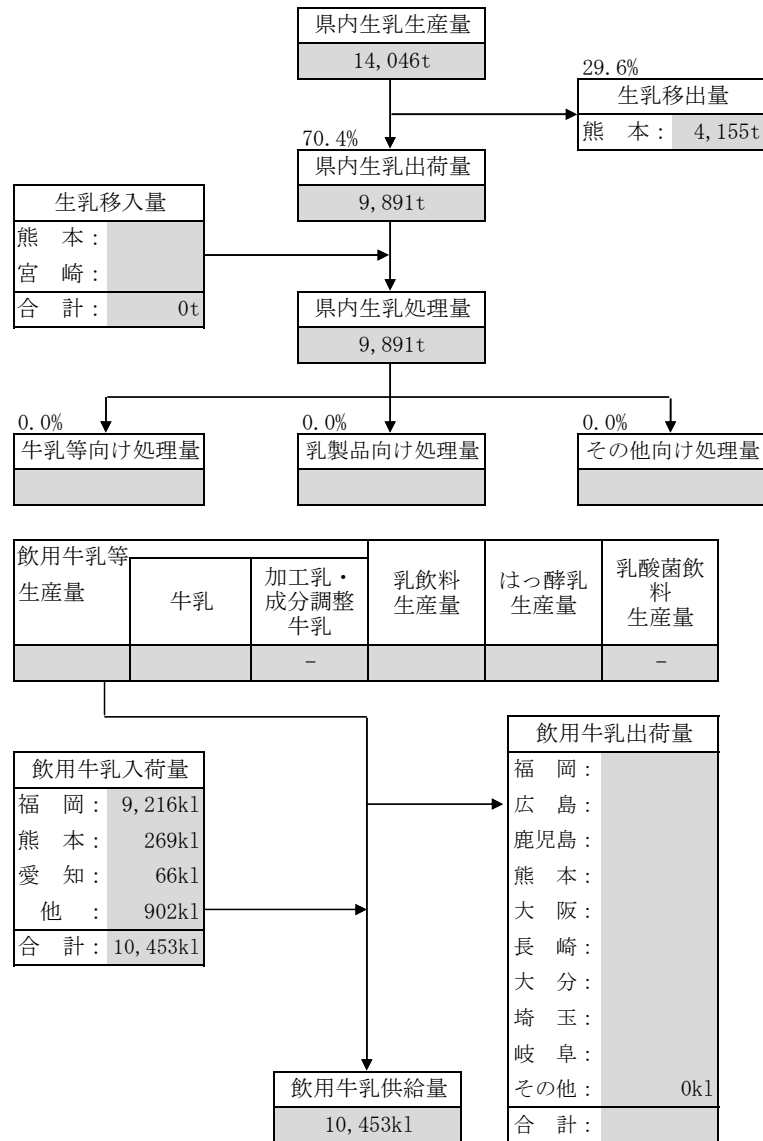 県内生乳生産量
14,046t
29.6%
生乳移出量
熊 本： 4,155t
70.4%
県内生乳出荷量
9,891t
生乳移入量
熊 本：
宮 崎：
合 計： 0t
県内生乳処理量
9,891t
0.0%
牛乳等向け処理量
0.0%
乳製品向け処理量
0.0%
その他向け処理量
飲用牛乳等
生産量
牛乳
加工乳・
成分調整
牛乳
乳飲料
生産量
はっ酵乳
生産量
乳酸菌飲
料
生産量
－
－
飲用牛乳入荷量
福 岡： 9,216kl
熊 本： 269kl
愛 知： 66kl
他 ： 902kl
合 計： 10,453kl
飲用牛乳出荷量
福 岡：
広 島：
鹿児島：
熊 本：
大 阪：
長 崎：
大 分：
埼 玉：
岐 阜：
その他： 0kl
合 計：
飲用牛乳供給量
10,453kl